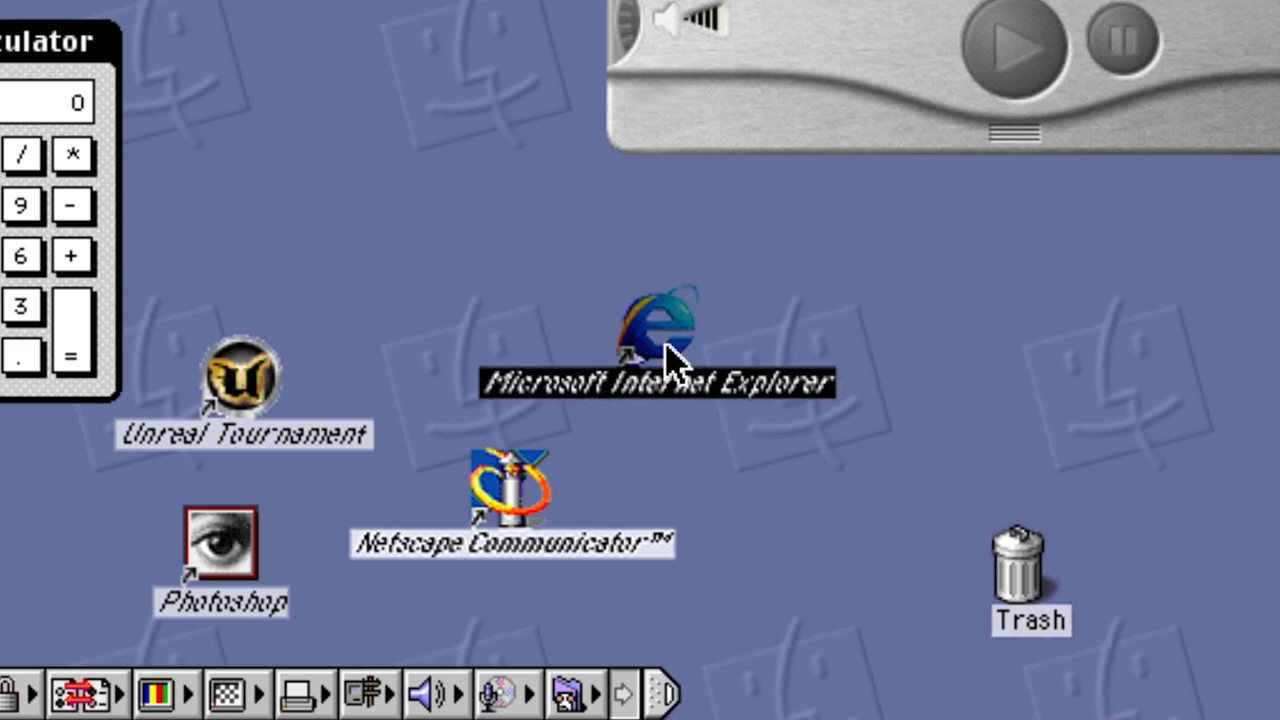 culator
0
/ *
9 -
6 +
3
. =
Microsoft Internet Explorer
Unreal Tournament
Netscape Communicator™
Photoshop
Trash